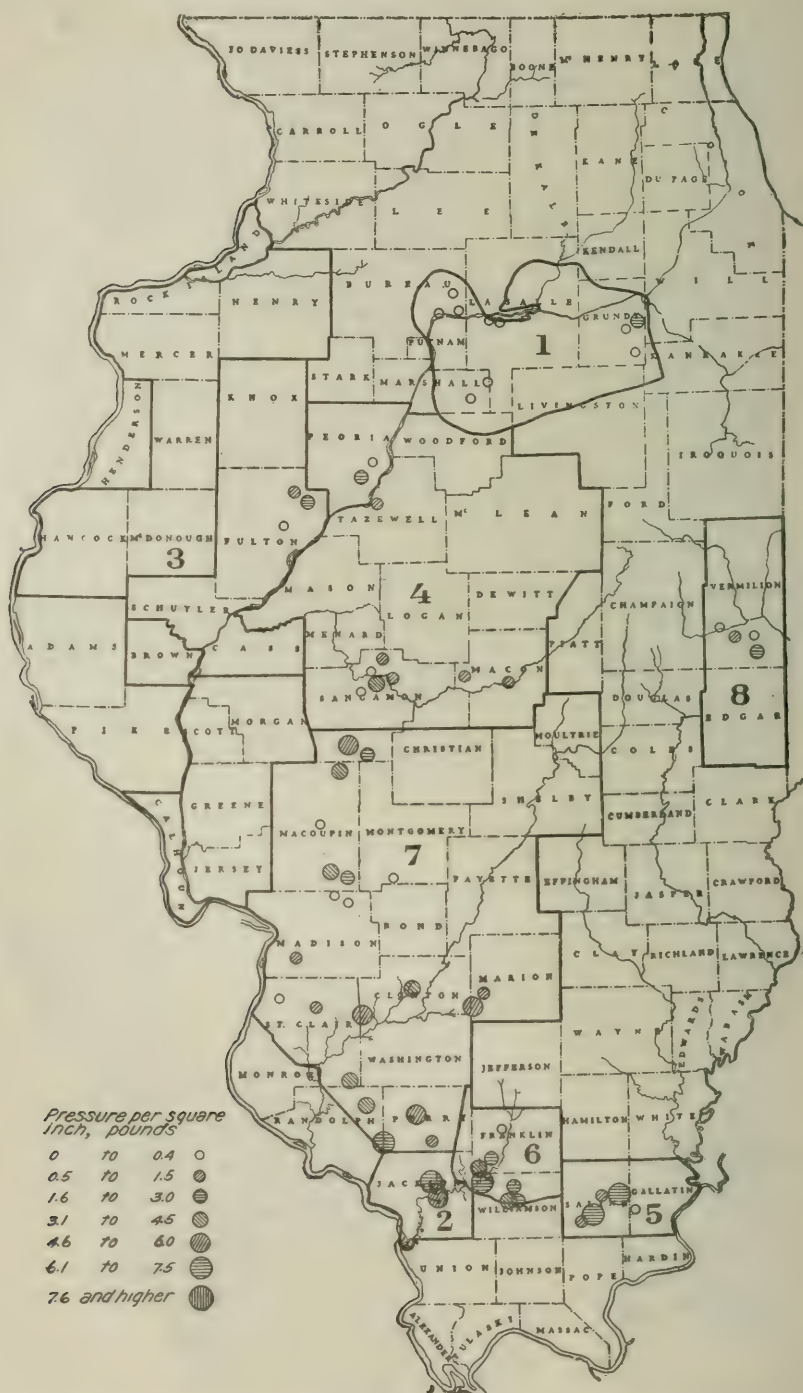 JO DAVIESS STEPHENSON WINNEBAGO BOONE McHENRY LAKE
CARROLL OGLE DE KALB KANE COOK
DU PAGE
WHITESIDE LEE
KENDALL
ROCK ISLAND HENRY BUREAU LA SALLE GRUNDY WILL
MERCER PUTNAM 1 KANKAKEE
STARK MARSHALL
HENDERSON WARREN KNOX LIVINGSTON
PEORIA WOODFORD IROQUOIS
HANCOCK McDONOUGH FULTON TAZEWELL McLEAN FORD
3
MASON 4 VERMILION
SCHUYLER LOGAN DEWITT CHAMPAIGN
ADAMS BROWN CASS MENARD PIATT
MACON
SANGAMON DOUGLAS 8
PIKE SCOTT MORGAN EDGAR
CHRISTIAN MOULTRIE COLES
GREENE SHELBY CLARK
CALHOUN MACOUPIN MONTGOMERY CUMBERLAND
JERSEY 7
FAYETTE EFFINGHAM JASPER CRAWFORD
BOND
MADISON CLAY RICHLAND LAWRENCE
CLINTON MARION
ST. CLAIR WAYNE EDWARDS WABASH
MONROE WASHINGTON JEFFERSON
RANDOLPH PERRY HAMILTON WHITE
FRANKLIN
6
JACKSON WILLIAMSON SALINE GALLATIN
2 5
UNION JOHNSON POPE HARDIN
ALEXANDER PULASKI MASSAC
Pressure per square
inch, pounds
0 to 0.4
0.5 to 1.5
1.6 to 3.0
3.1 to 4.5
4.6 to 6.0
6.1 to 7.5
7.6 and higher